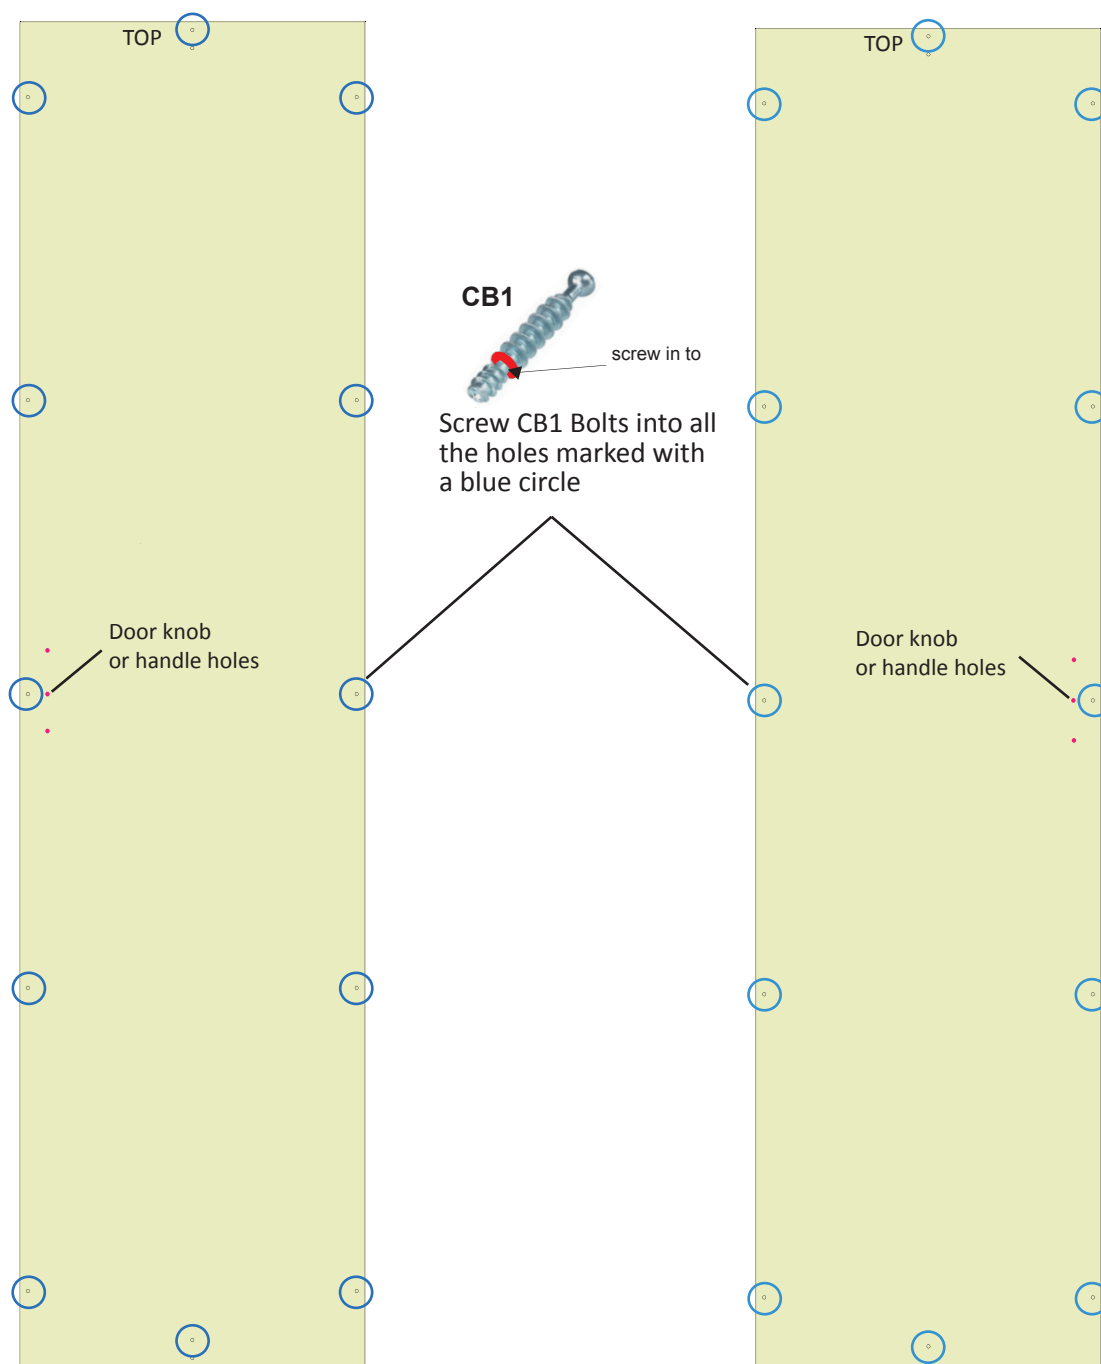 TOP
TOP
CB1
screw in to
Screw CB1 Bolts into all
the holes marked with
a blue circle
Door knob
or handle holes
Door knob
or handle holes